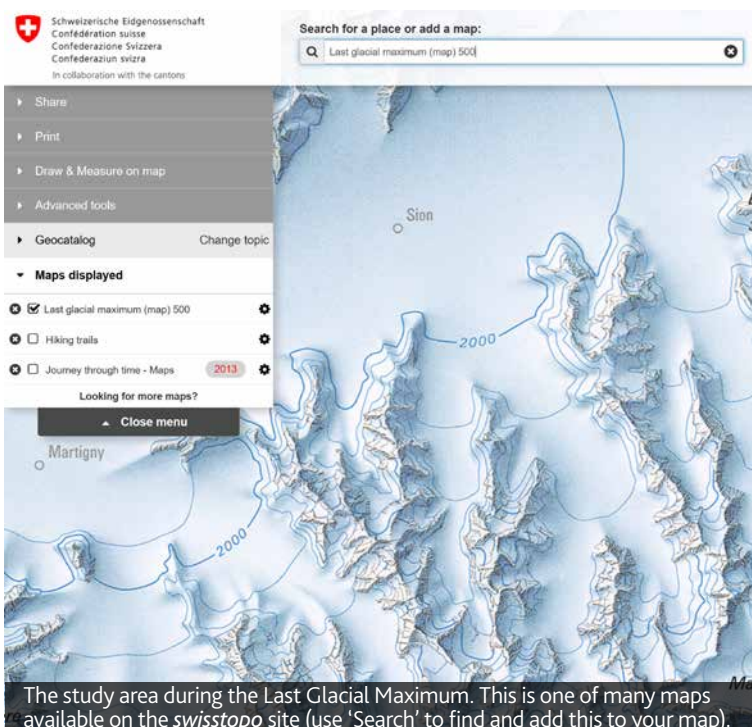 Schweizerische Eidgenossenschaft
Confédération suisse
Confederazione Svizzera
Confederaziun svizra
In collaboration with the cantons
Search for a place or add a map:
Last glacial maximum (map) 500
Share
Print
Draw & Measure on map
Advanced tools
Geocatalog Change topic
Maps displayed
Last glacial maximum (map) 500
Hiking trails
Journey through time - Maps 2013
Looking for more maps?
Close menu
Sion
2000
Martigny
2000
The study area during the Last Glacial Maximum. This is one of many maps
available on the swisstopo site (use 'Search' to find and add this to your map).